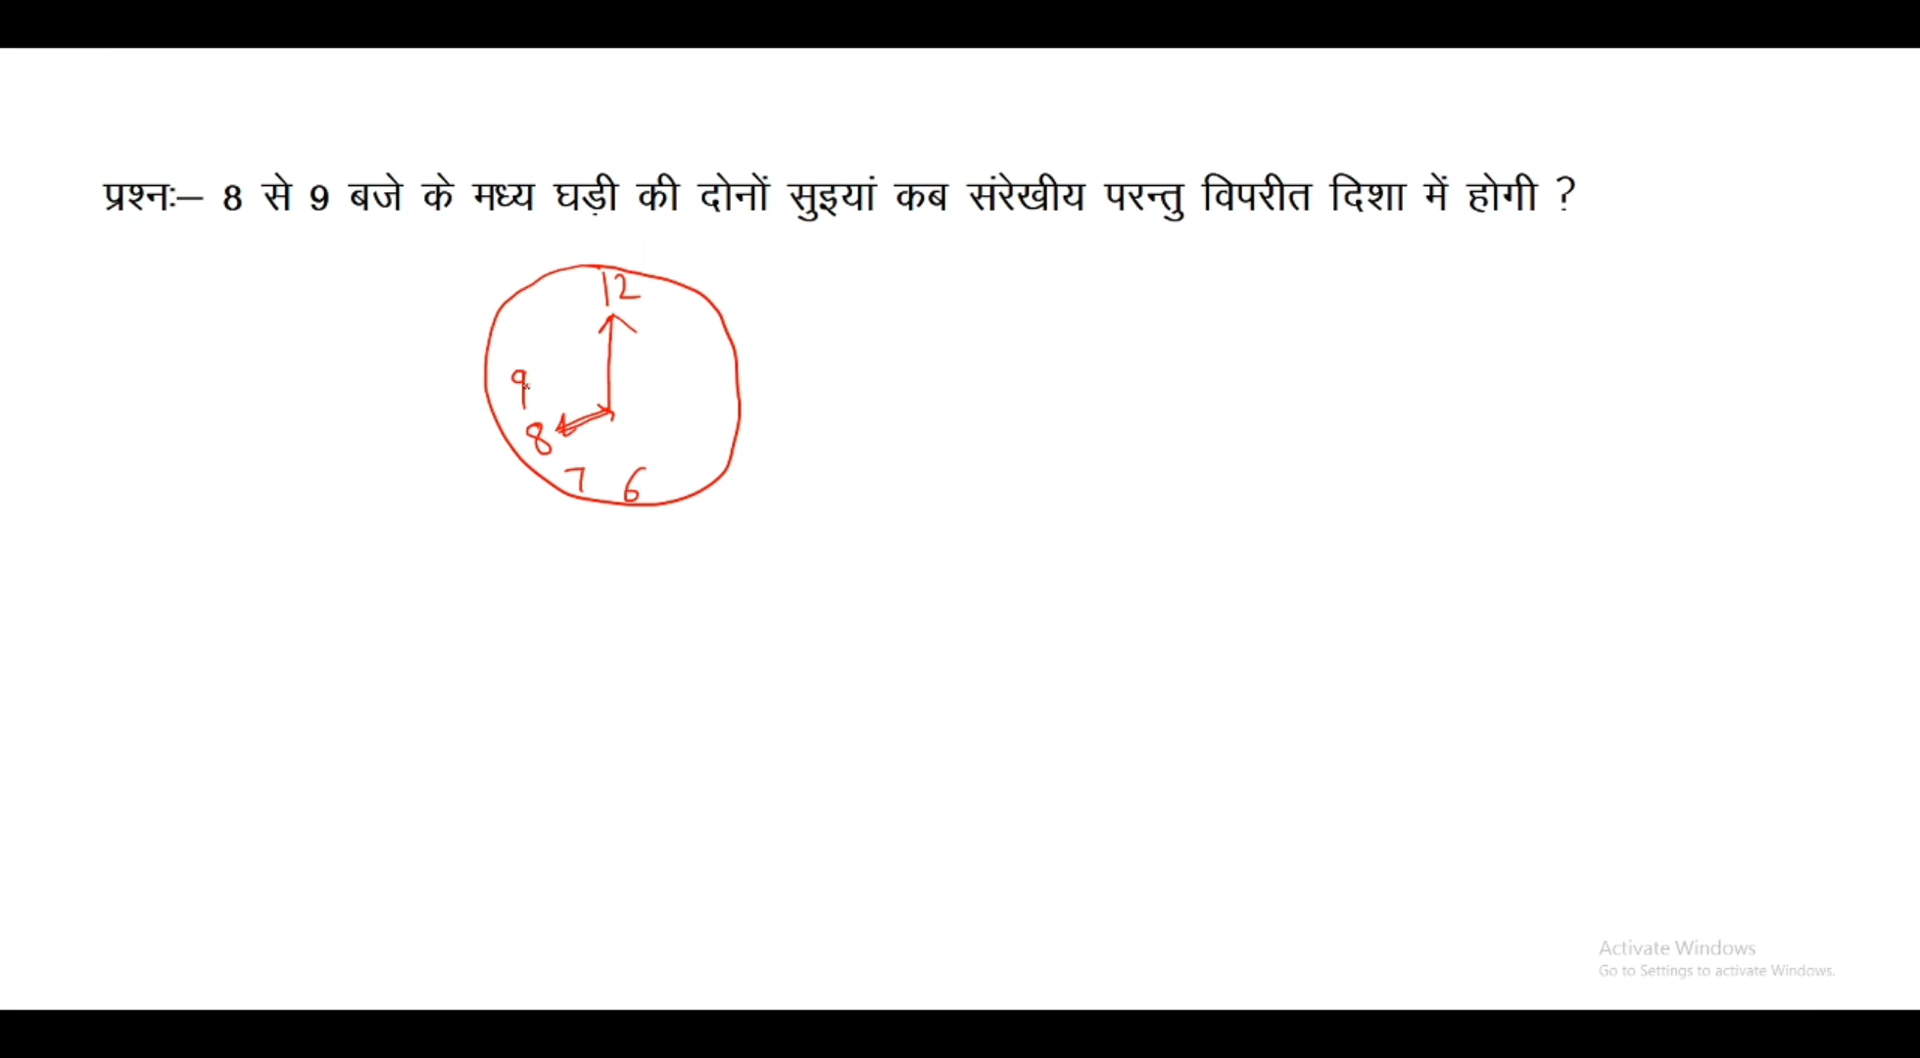 प्रश्नः– 8 से 9 बजे के मध्य घड़ी की दोनों सुइयां कब संरेखीय परन्तु विपरीत दिशा में होगी ?
12
9
8
7 6
Activate Windows
Go to Settings to activate Windows.